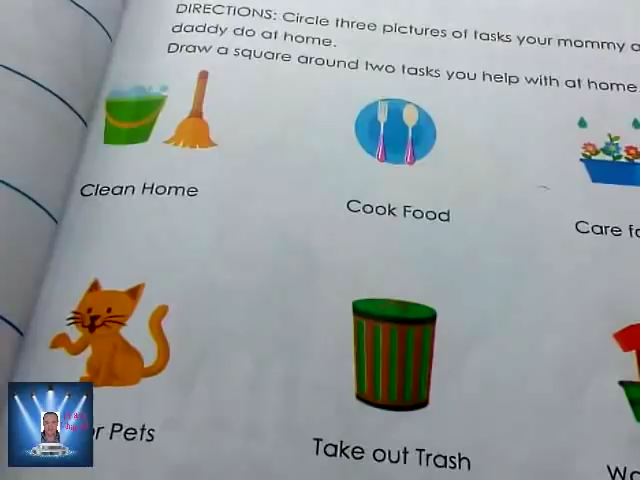 DIRECTIONS: Circle three pictures of tasks your mommy
daddy do at home.
Draw a square around two tasks you help with at home.
Clean Home
Cook Food
Care
Pets
Take out Trash